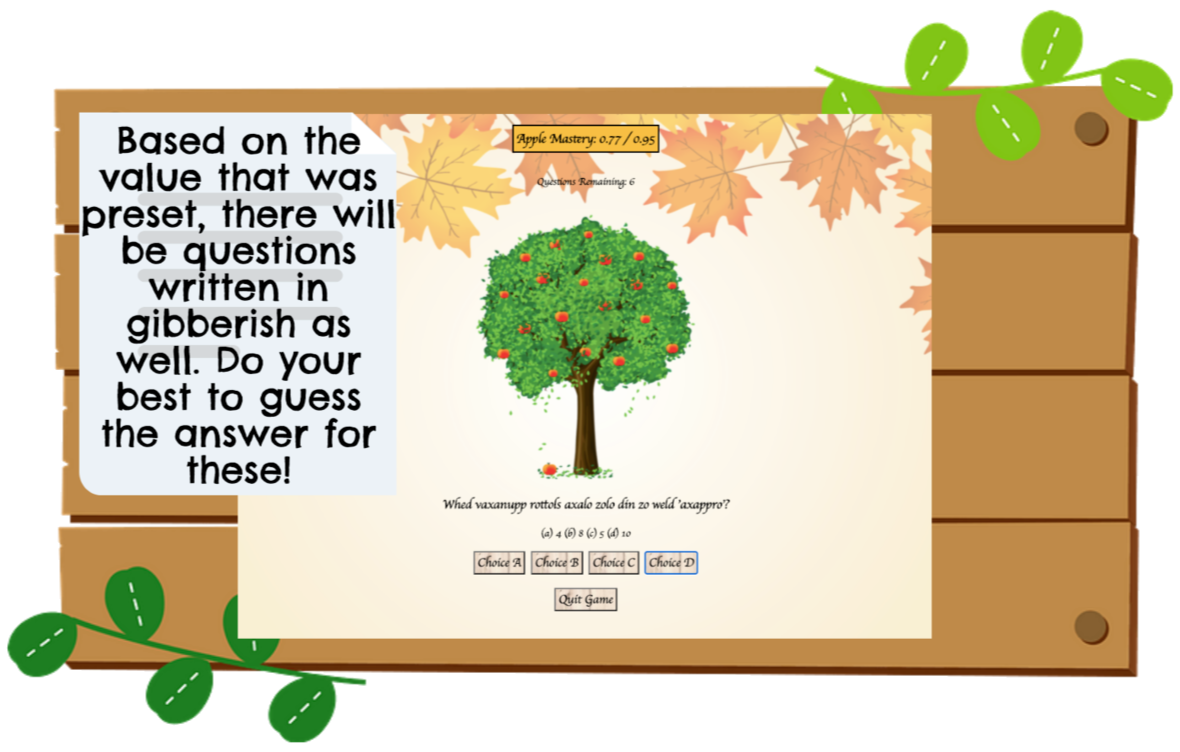 Based on the
value that was
preset, there will
be questions
written in
gibberish as
well. Do your
best to guess
the answer for
these!
Apple Mastery: 0.77 / 0.95
Questions Remaining: 6
Whed vaxanupp rottols axalo zolo din zo weld 'axappro'?
(a) 4 (b) 8 (c) 5 (d) 10
Choice A Choice B Choice C Choice D
Quit Game